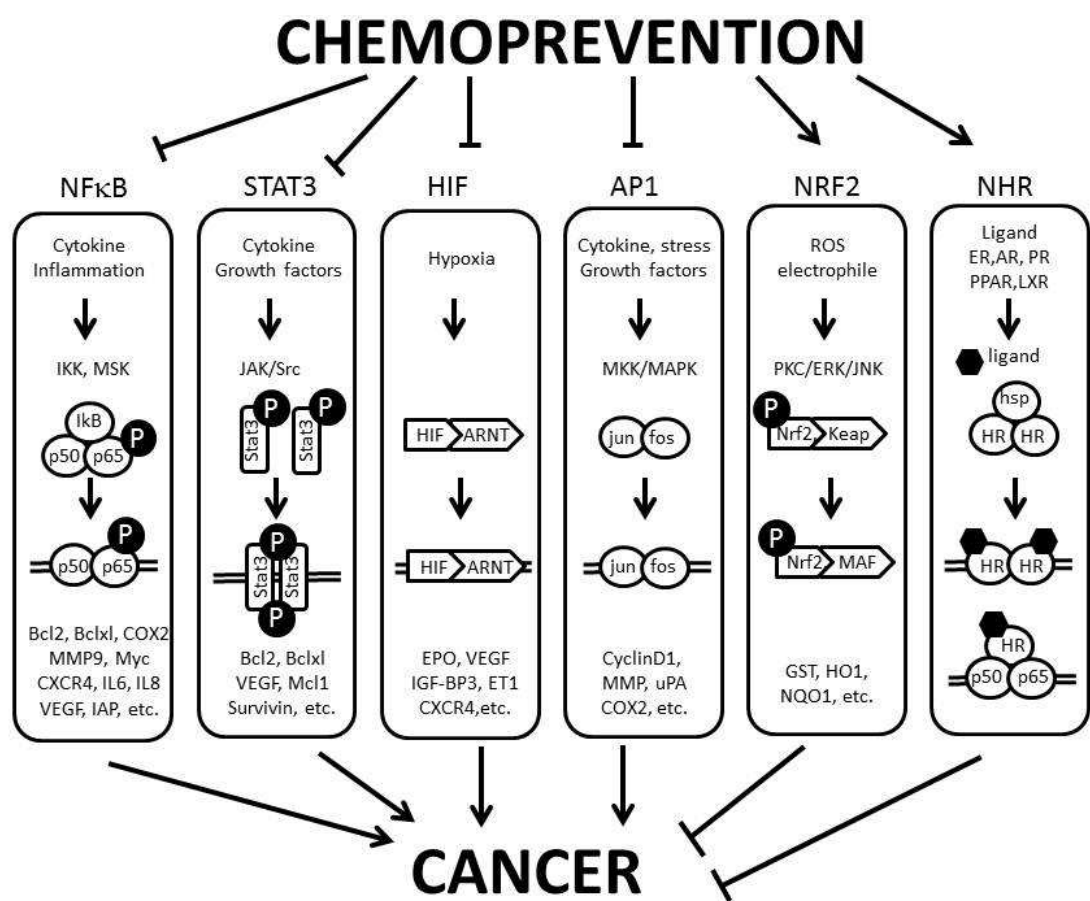 CHEMOPREVENTION
NFκB
Cytokine
Inflammation
IKK, MSK
IkB
p50
p65
P
p50
p65
P
Bcl2, Bclxl, COX2
MMP9, Myc
CXCR4, IL6, IL8
VEGF, IAP, etc.
STAT3
Cytokine
Growth factors
JAK/Src
P
P
Stat3
Stat3
P
Stat3
Stat3
P
Bcl2, Bclxl
VEGF, Mcl1
Survivin, etc.
HIF
Hypoxia
HIF
ARNT
HIF
ARNT
EPO, VEGF
IGF-BP3, ET1
CXCR4,etc.
AP1
Cytokine, stress
Growth factors
MKK/MAPK
jun
fos
jun
fos
CyclinD1,
MMP, uPA
COX2, etc.
NRF2
ROS
electrophile
PKC/ERK/JNK
P
Nrf2
Keap
P
Nrf2
MAF
GST, HO1,
NQO1, etc.
NHR
Ligand
ER,AR, PR
PPAR,LXR
ligand
hsp
HR
HR
HR
HR
HR
p50
p65
CANCER